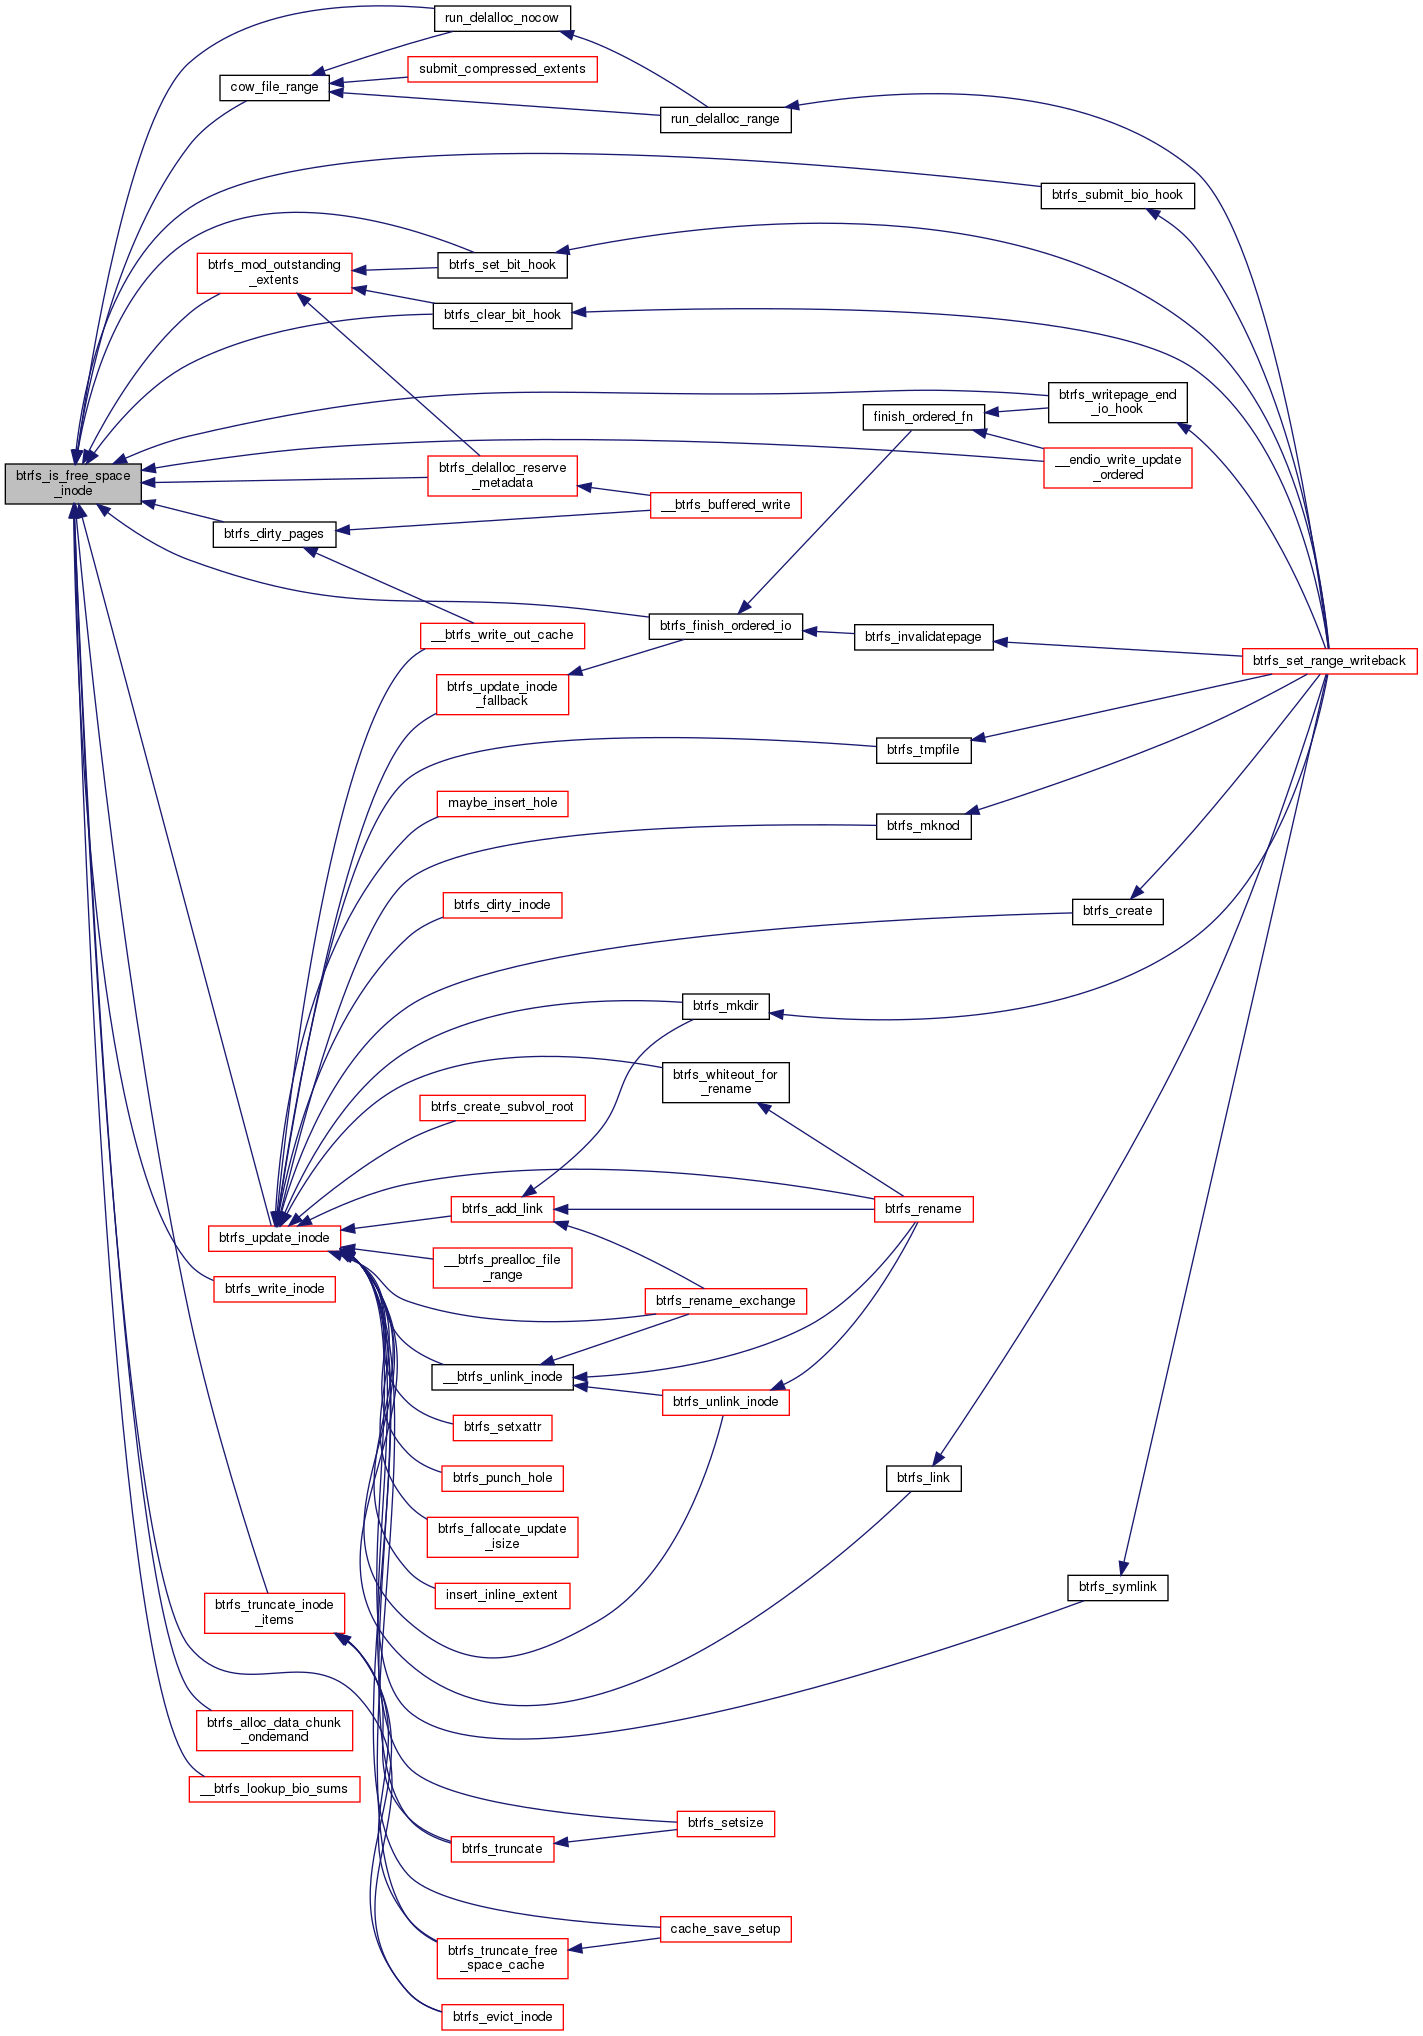 run_delalloc_nocow
submit_compressed_extents
cow_file_range
run_delalloc_range
btrfs_submit_bio_hook
btrfs_mod_outstanding
_extents
btrfs_set_bit_hook
btrfs_clear_bit_hook
btrfs_writepage_end
_io_hook
finish_ordered_fn
btrfs_is_free_space
_inode
btrfs_delalloc_reserve
_metadata
__endio_write_update
_ordered
__btrfs_buffered_write
btrfs_dirty_pages
btrfs_finish_ordered_io
__btrfs_write_out_cache
btrfs_invalidatepage
btrfs_set_range_writeback
btrfs_update_inode
_fallback
btrfs_tmpfile
maybe_insert_hole
btrfs_mknod
btrfs_dirty_inode
btrfs_create
btrfs_mkdir
btrfs_whiteout_for
_rename
btrfs_create_subvol_root
btrfs_add_link
btrfs_rename
btrfs_update_inode
__btrfs_prealloc_file
_range
btrfs_write_inode
btrfs_rename_exchange
__btrfs_unlink_inode
btrfs_unlink_inode
btrfs_setxattr
btrfs_punch_hole
btrfs_link
btrfs_fallocate_update
_isize
insert_inline_extent
btrfs_symlink
btrfs_truncate_inode
_items
btrfs_alloc_data_chunk
_ondemand
__btrfs_lookup_bio_sums
btrfs_setsize
btrfs_truncate
cache_save_setup
btrfs_truncate_free
_space_cache
btrfs_evict_inode